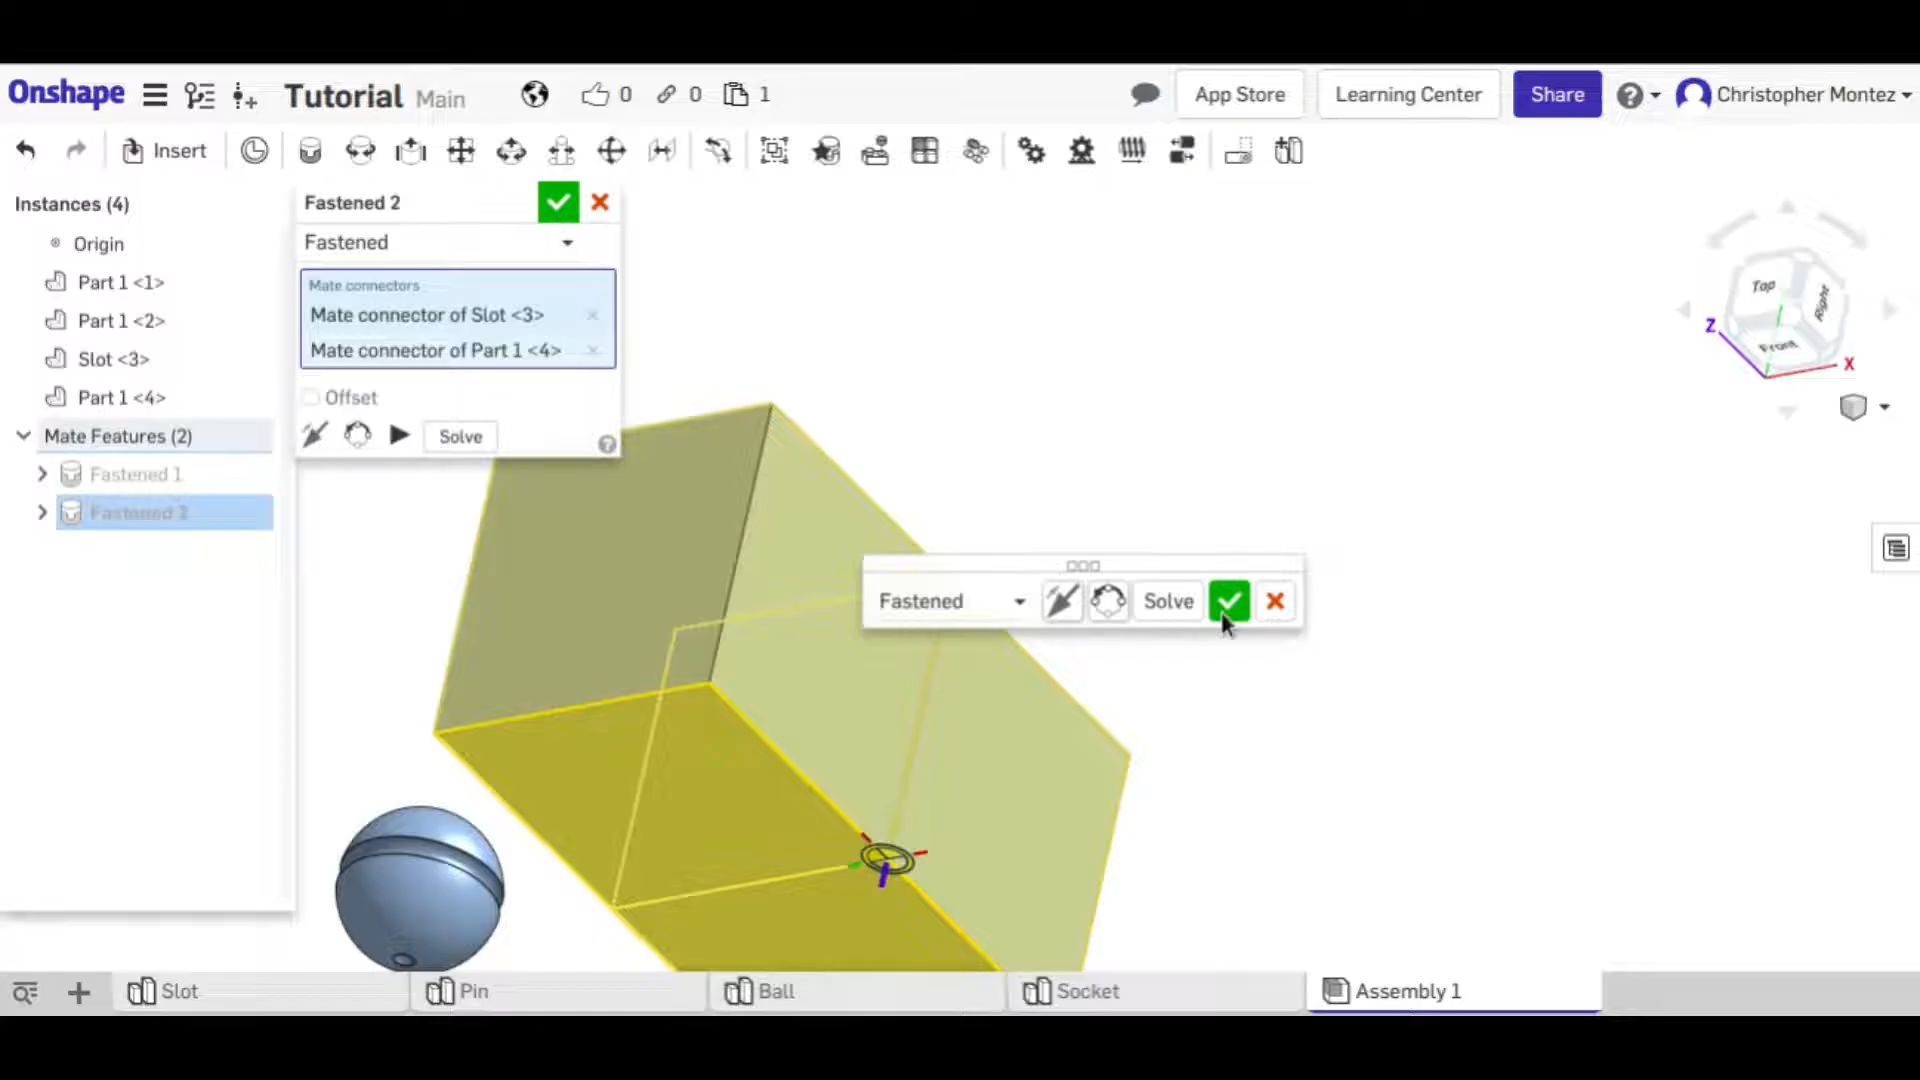 Onshape Tutorial Main 0 0 1 App Store Learning Center Share Christopher Montez
Insert
Instances (4)
Origin
Part 1 <1>
Part 1 <2>
Slot <3>
Part 1 <4>
Mate Features (2)
Fastened 1
Fastened 2
Fastened 2
Fastened
Mate connectors
Mate connector of Slot <3>
Mate connector of Part 1 <4>
Offset
Solve
Fastened Solve
Top
Right
Front
Z
X
Slot Pin Ball Socket Assembly 1